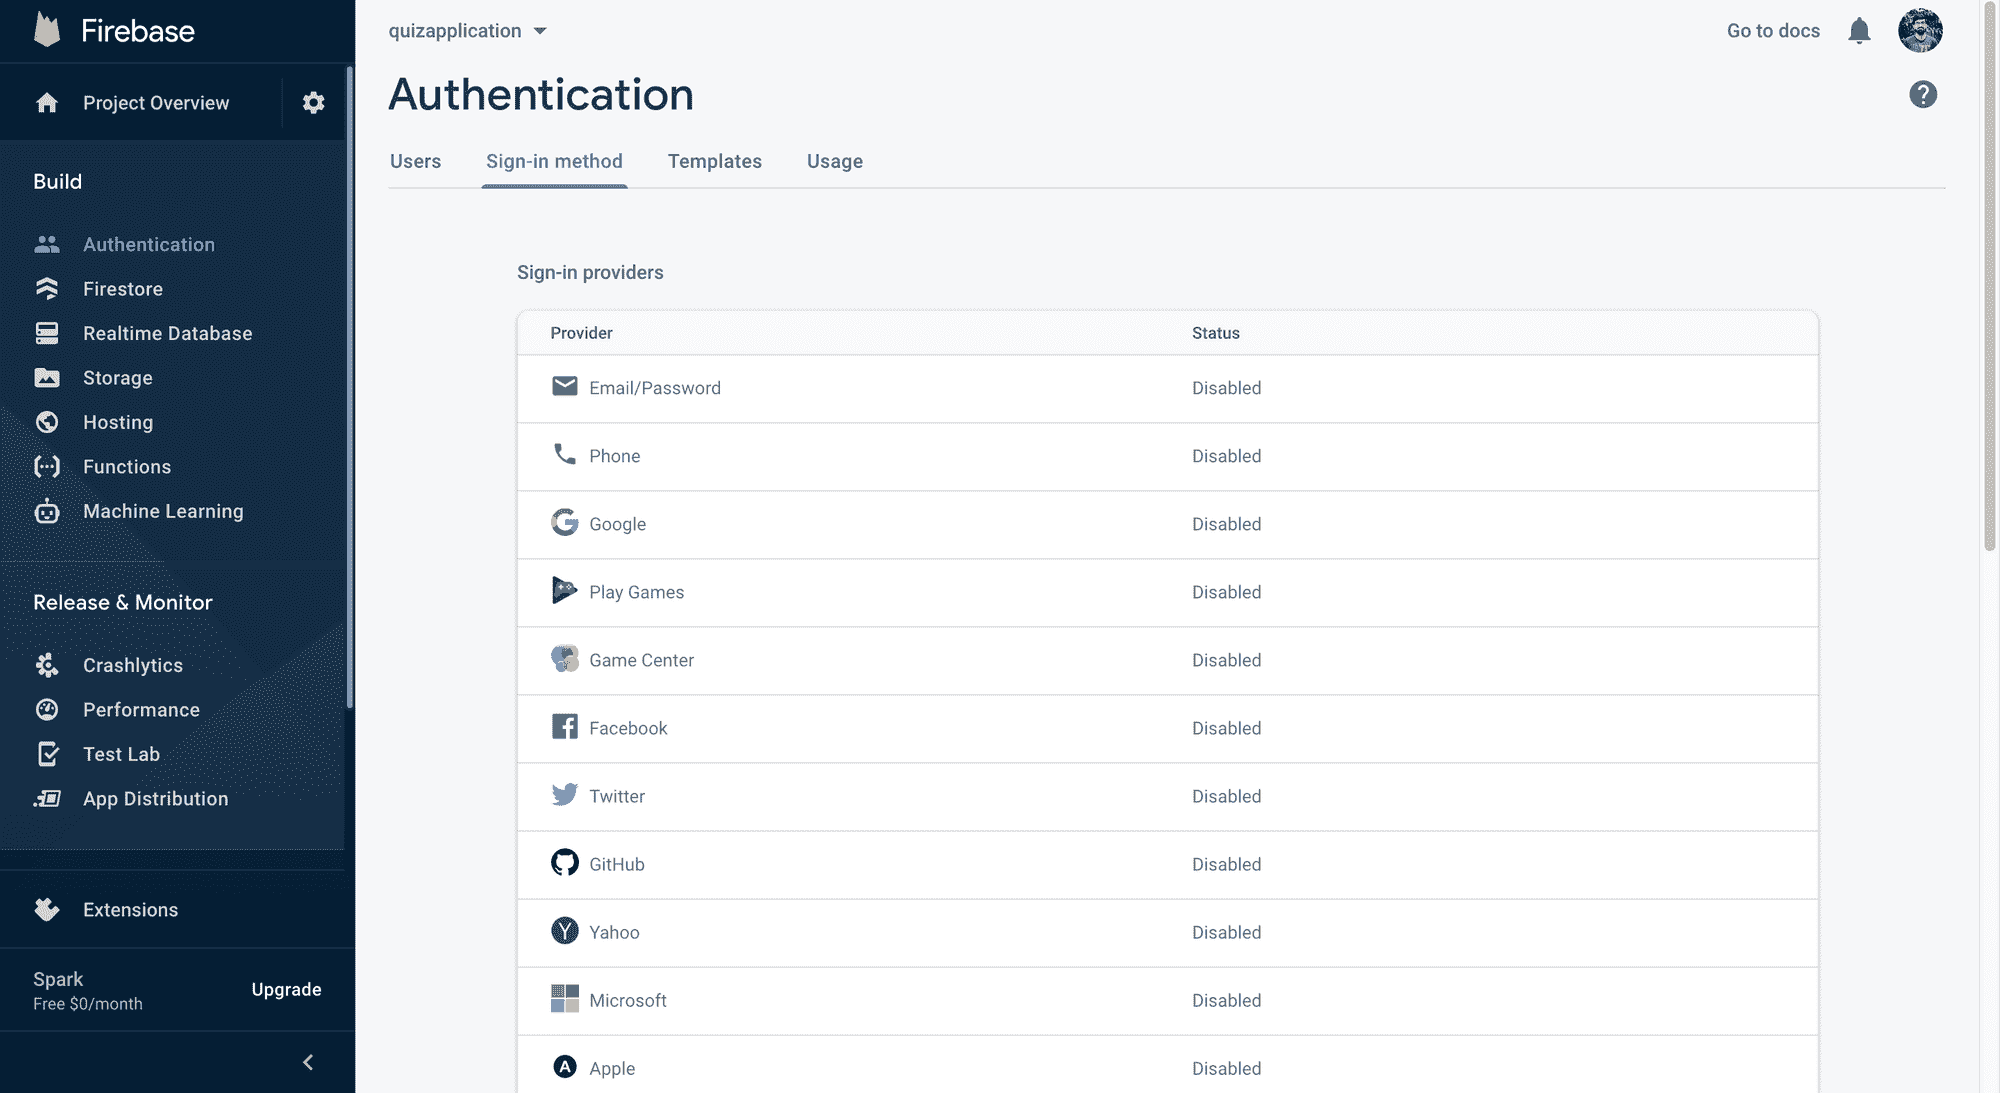 Firebase
Project Overview
Build
Authentication
Firestore
Realtime Database
Storage
Hosting
Functions
Machine Learning
Release & Monitor
Crashlytics
Performance
Test Lab
App Distribution
Extensions
Spark
Free $0/month
Upgrade
quizapplication
Go to docs
Authentication
Users Sign-in method Templates Usage
Sign-in providers
Provider Status
Email/Password Disabled
Phone Disabled
Google Disabled
Play Games Disabled
Game Center Disabled
Facebook Disabled
Twitter Disabled
GitHub Disabled
Yahoo Disabled
Microsoft Disabled
Apple Disabled